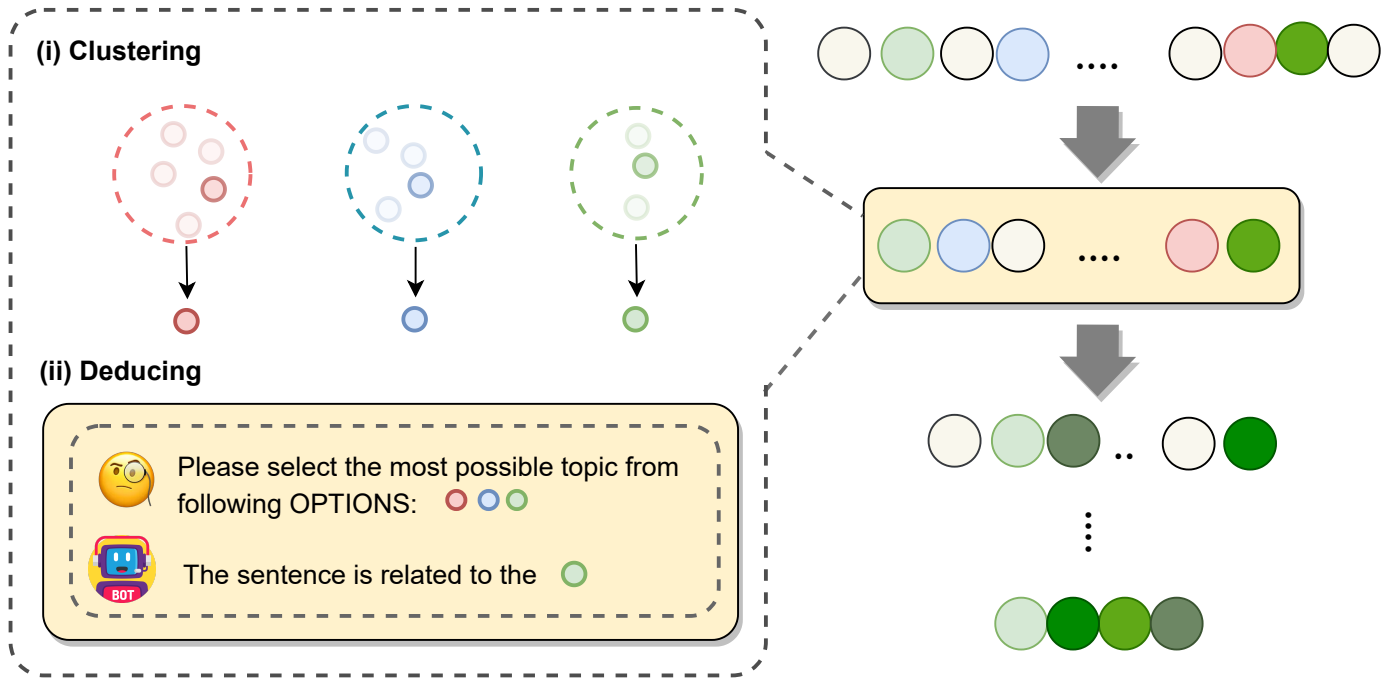 (i) Clustering
....
....
(ii) Deducing
Please select the most possible topic from
following OPTIONS:
The sentence is related to the
BOT
..
....